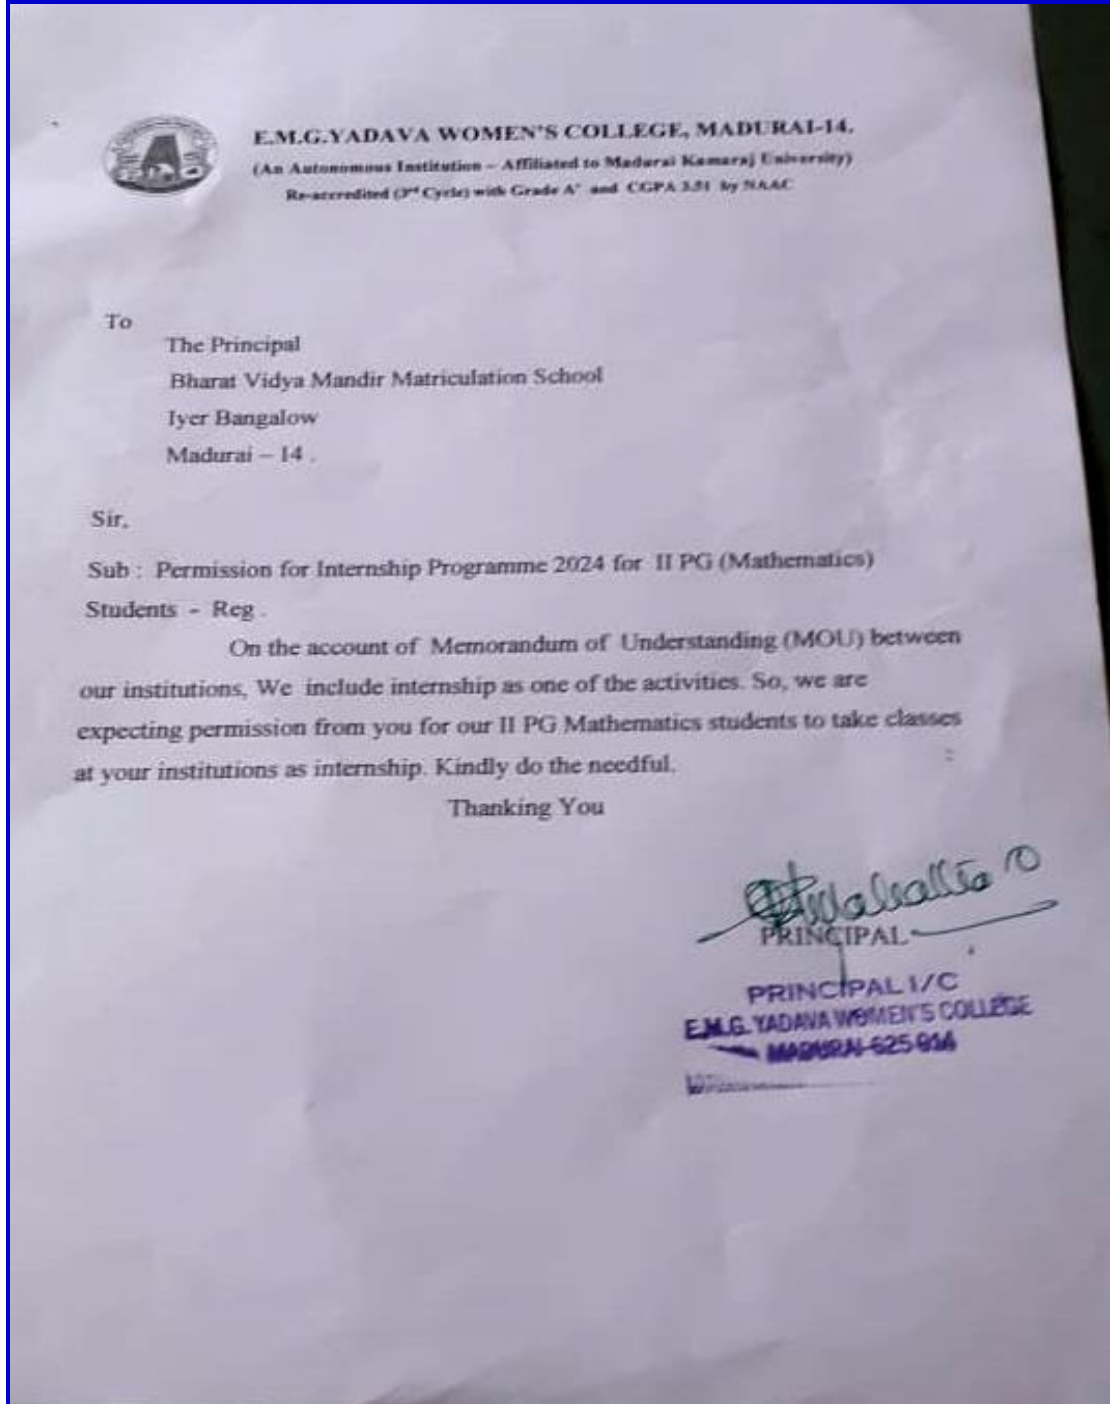 E.M.G.YADAVA WOMEN'S COLLEGE, MADURAI-14.
(An Autonomous Institution – Affiliated to Madurai Kamaraj University)
Re-accredited (3rd Cycle) with Grade A+ and CGPA 3.51 by NAAC
To
The Principal
Bharat Vidya Mandir Matriculation School
Iyer Bangalow
Madurai – 14 .
Sir,
Sub : Permission for Internship Programme 2024 for II PG (Mathematics)
Students - Reg .
On the account of Memorandum of Understanding (MOU) between
our institutions, We include internship as one of the activities. So, we are
expecting permission from you for our II PG Mathematics students to take classes
at your institutions as internship. Kindly do the needful.
Thanking You
PRINCIPAL
PRINCIPAL I/C
E.M.G. YADAVA WOMEN'S COLLEGE
MADURAI-625 014